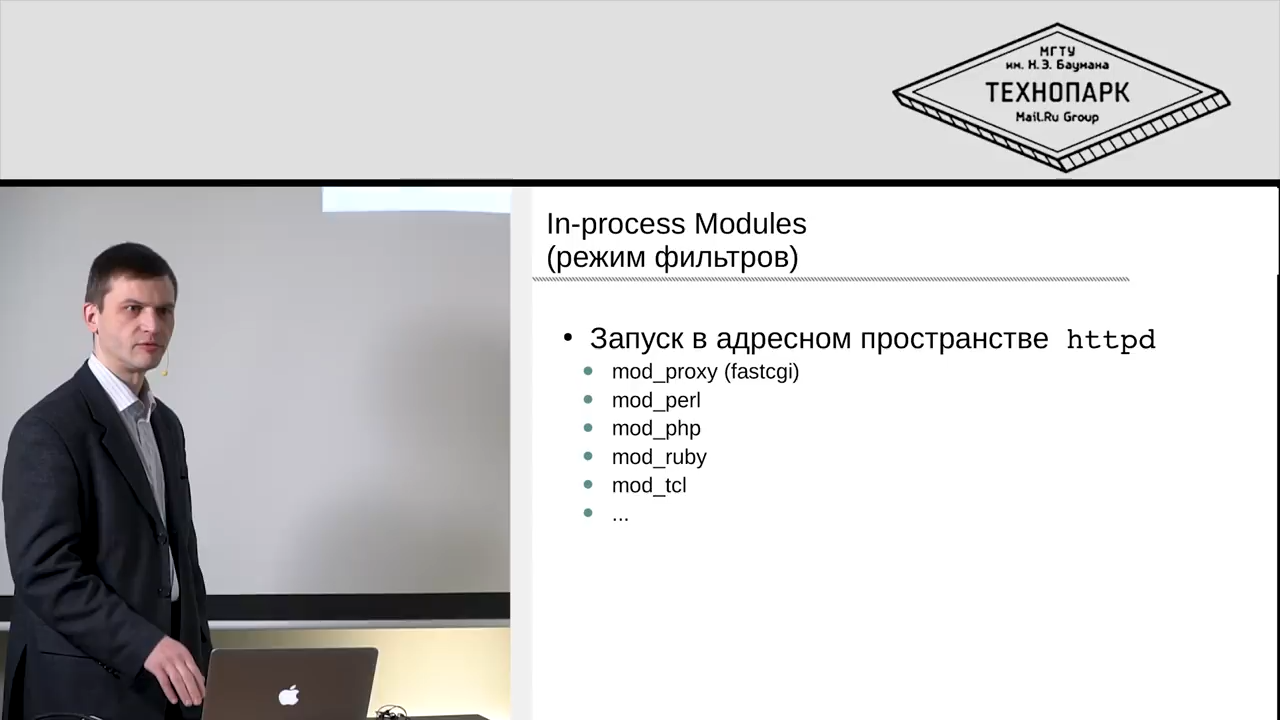 МГТУ
им. Н.Э. Баумана
ТЕХНОПАРК
Mail.Ru Group
In-process Modules
(режим фильтров)
• Запуск в адресном пространстве httpd
• mod_proxy (fastcgi)
• mod_perl
• mod_php
• mod_ruby
• mod_tcl
• ...